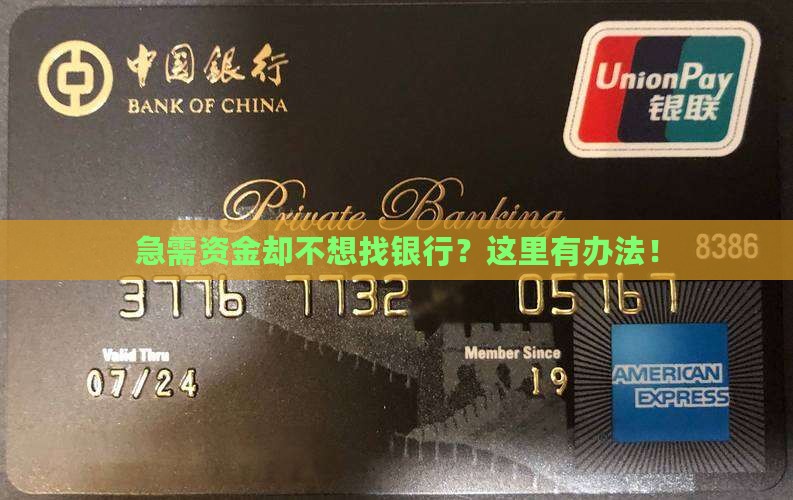 中国银行
BANK OF CHINA
UnionPay
银联
Private Banking
急需资金却不想找银行？这里有办法！
8386
3776 7732 05767
Valid Thru
Member Since
07/24
19
AMERICAN
EXPRESS